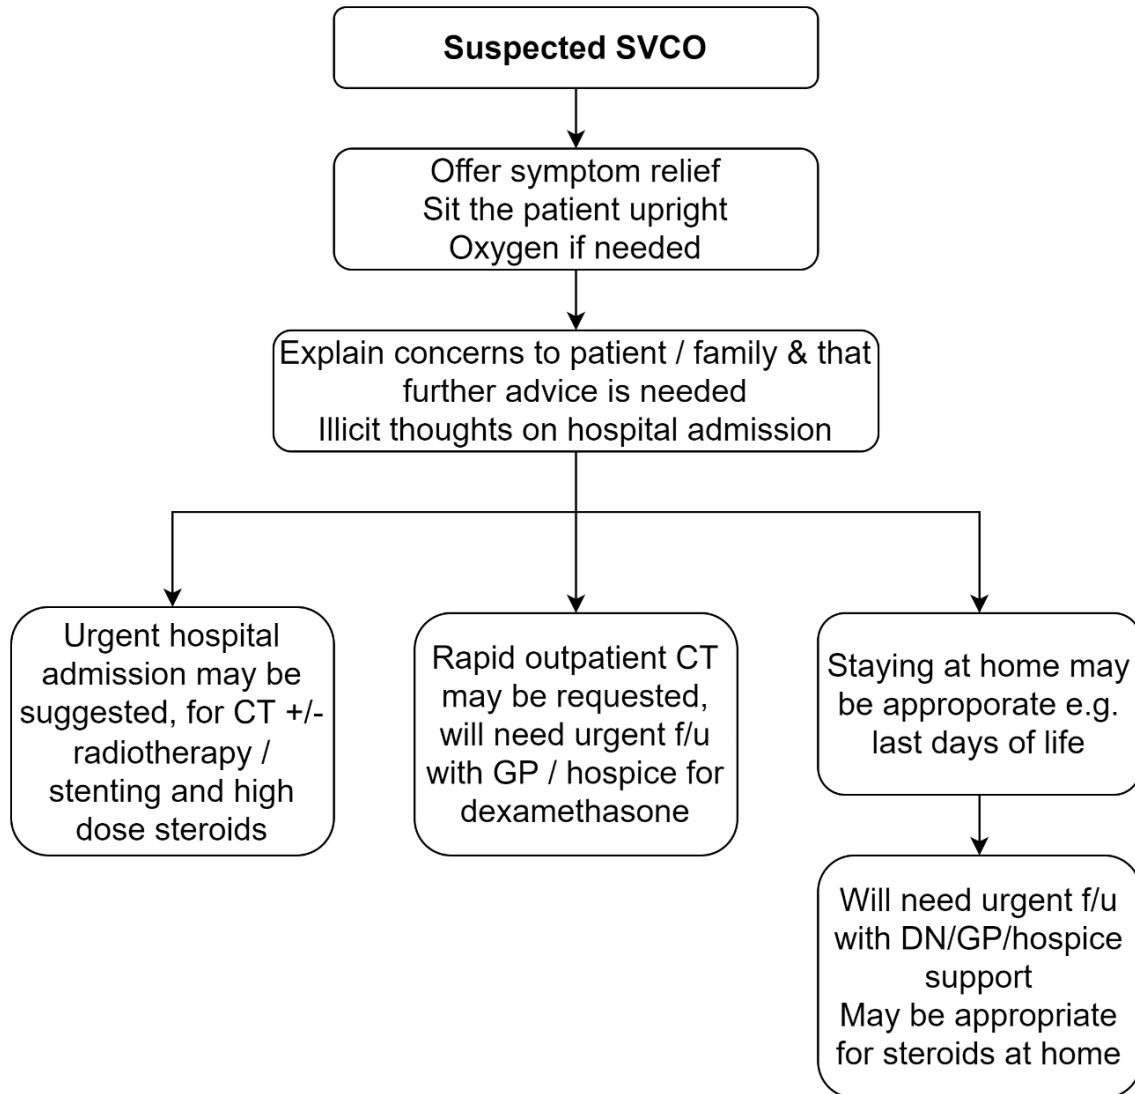 Suspected SVCO
Offer symptom relief
Sit the patient upright
Oxygen if needed
Explain concerns to patient / family & that
further advice is needed
Illicit thoughts on hospital admission
Urgent hospital
admission may be
suggested, for CT +/-
radiotherapy /
stenting and high
dose steroids
Rapid outpatient CT
may be requested,
will need urgent f/u
with GP / hospice for
dexamethasone
Staying at home may
be approporate e.g.
last days of life
Will need urgent f/u
with DN/GP/hospice
support
May be appropriate
for steroids at home